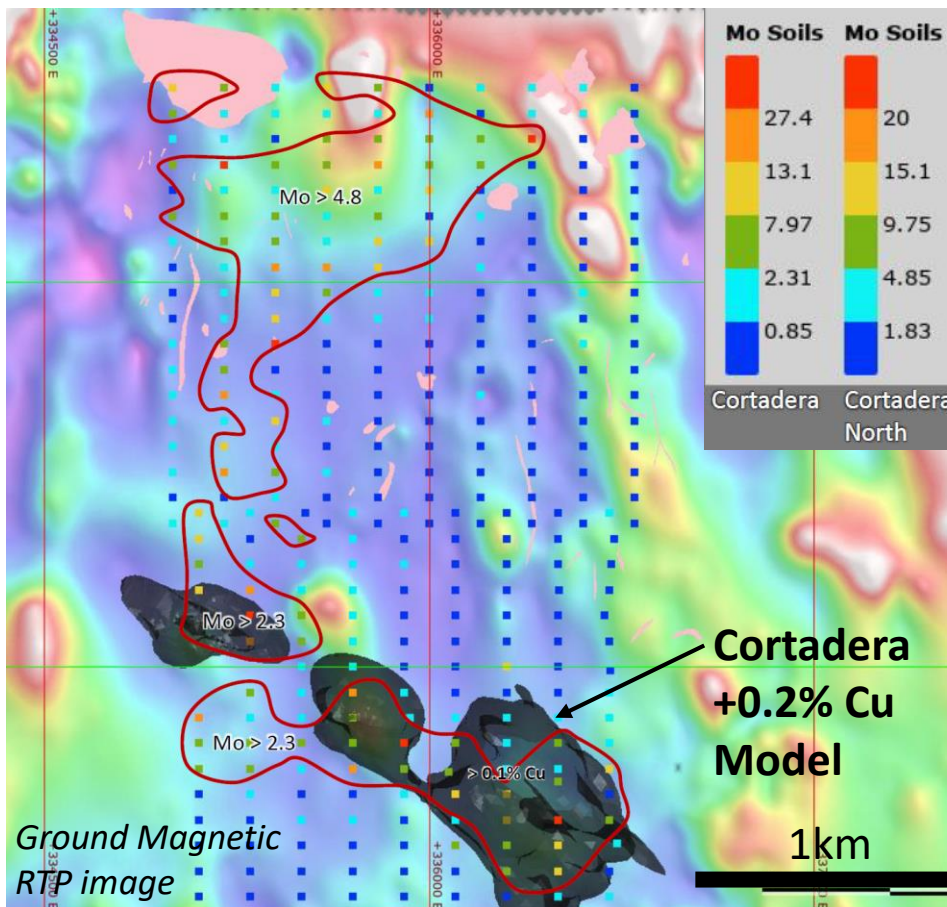 +334500 E
+336000 E
Mo Soils
27.4
13.1
7.97
2.31
0.85
Cortadera
Mo Soils
20
15.1
9.75
4.85
1.83
Cortadera
North
Mo > 4.8
Mo > 2.3
Mo > 2.3
> 0.1% Cu
Cortadera
+0.2% Cu
Model
Ground Magnetic
RTP image
+336000 E
1km